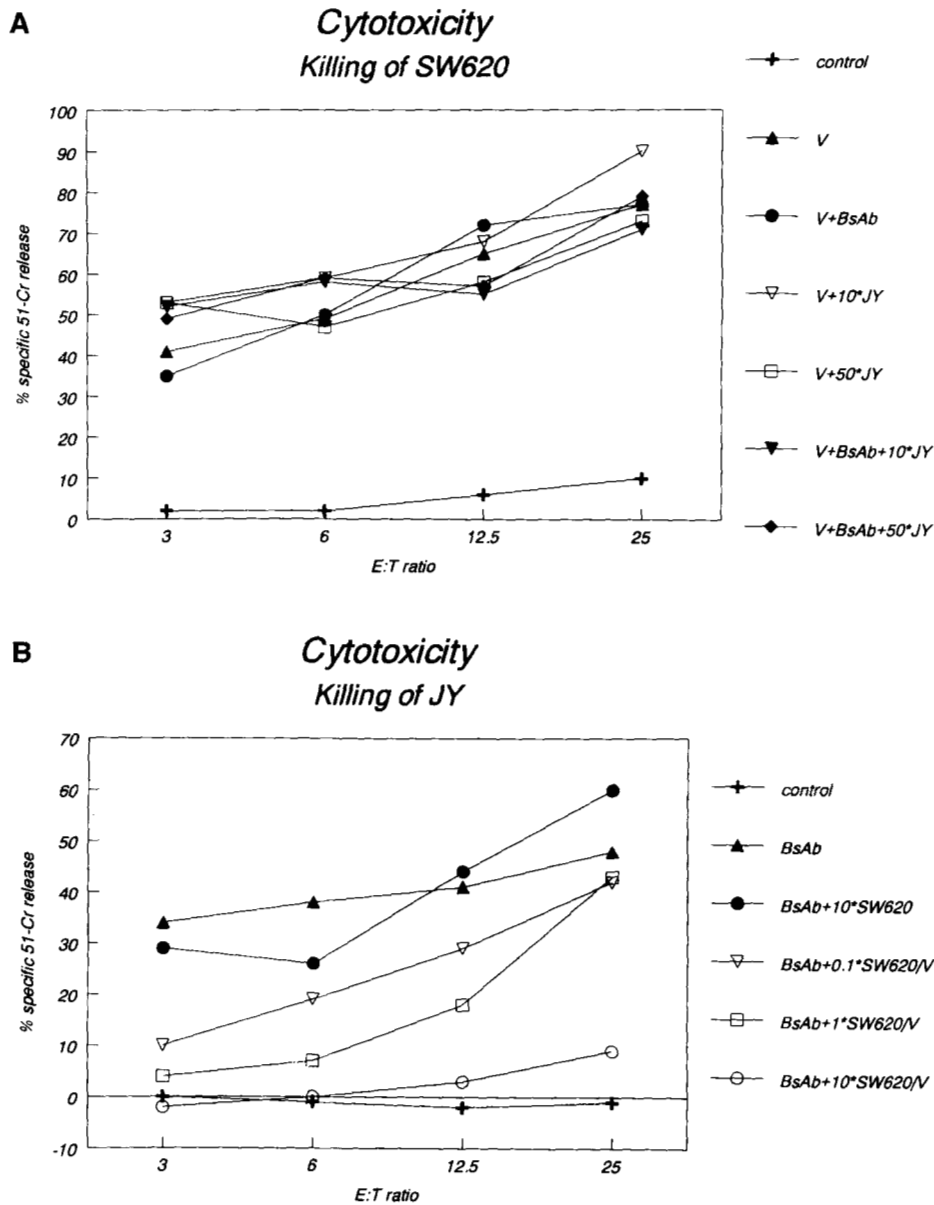 A
Cytotoxicity
Killing of SW620
% specific 51-Cr release
100
90
80
70
60
50
40
30
20
10
0
3
6
12.5
25
E:T ratio
control
V
V+BsAb
V+10*JY
V+50*JY
V+BsAb+10*JY
V+BsAb+50*JY
B
Cytotoxicity
Killing of JY
% specific 51-Cr release
70
60
50
40
30
20
10
0
-10
3
6
12.5
25
E:T ratio
control
BsAb
BsAb+10*SW620
BsAb+0.1*SW620/V
BsAb+1*SW620/V
BsAb+10*SW620/V